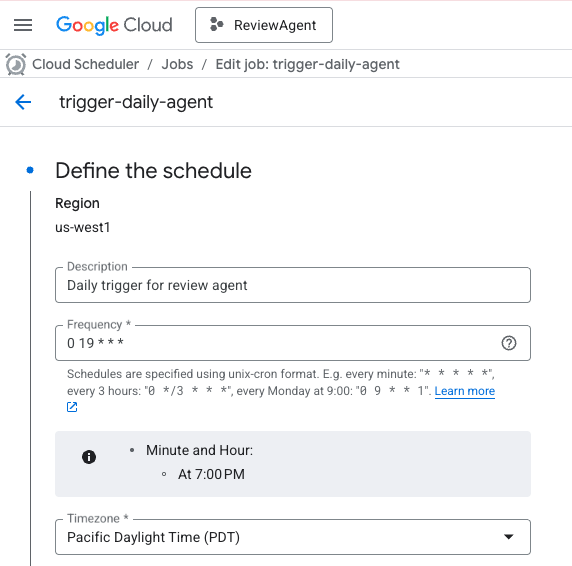 Google Cloud
ReviewAgent
Cloud Scheduler / Jobs / Edit job: trigger-daily-agent
trigger-daily-agent
Define the schedule
Region
us-west1
Description
Daily trigger for review agent
Frequency *
0 19 * * *
Schedules are specified using unix-cron format. E.g. every minute: "* * * * *",
every 3 hours: "0 */3 * * *", every Monday at 9:00: "0 9 * * 1". Learn more
Minute and Hour:
At 7:00 PM
Timezone *
Pacific Daylight Time (PDT)